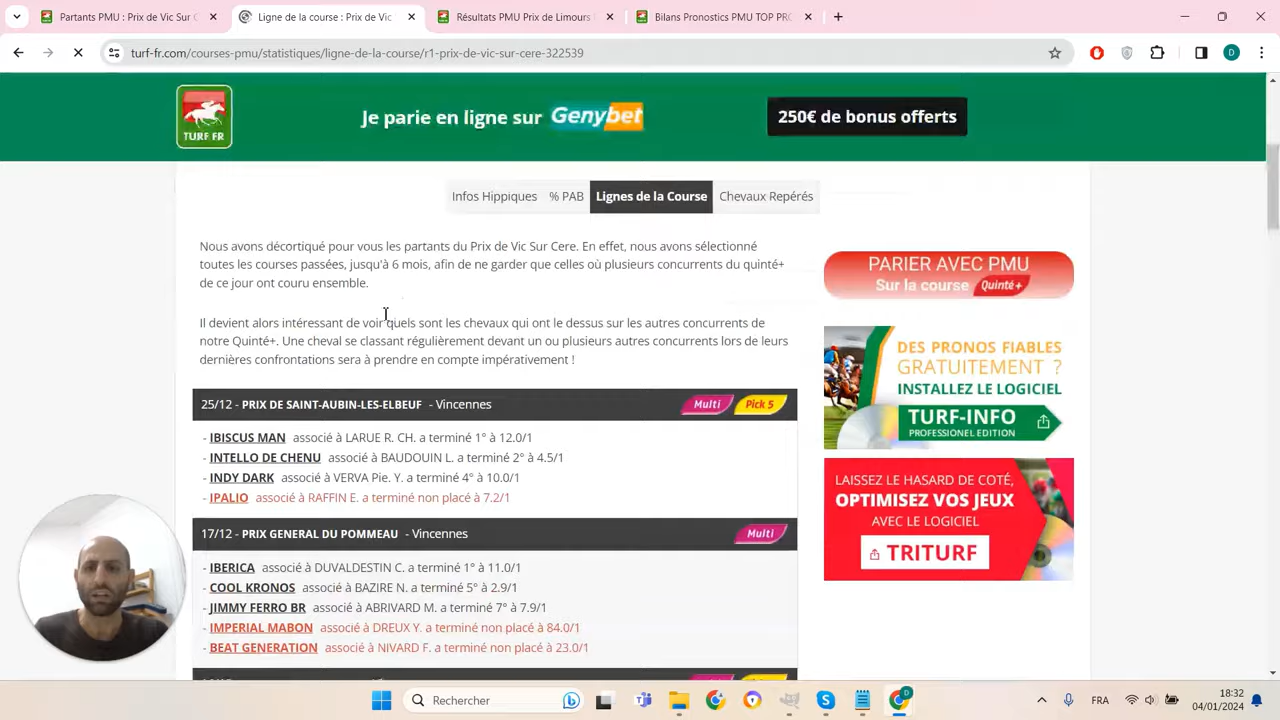 Partants PMU : Prix de Vic Sur C
Ligne de la course : Prix de Vic
Résultats PMU Prix de Limours
Bilans Pronostics PMU TOP PRO
turf-fr.com/courses-pmu/statistiques/ligne-de-la-course/r1-prix-de-vic-sur-cere-322539
D
TURF FR
Je parie en ligne sur Genybet
250€ de bonus offerts
Infos Hippiques
% PAB
Lignes de la Course
Chevaux Repérés
Nous avons décortiqué pour vous les partants du Prix de Vic Sur Cere. En effet, nous avons sélectionné
toutes les courses passées, jusqu'à 6 mois, afin de ne garder que celles où plusieurs concurrents du quinté+
de ce jour ont couru ensemble.
Il devient alors intéressant de voir quels sont les chevaux qui ont le dessus sur les autres concurrents de
notre Quinté+. Une cheval se classant régulièrement devant un ou plusieurs autres concurrents lors de leurs
dernières confrontations sera à prendre en compte impérativement !
25/12 - PRIX DE SAINT-AUBIN-LES-ELBEUF - Vincennes
Multi
Pick 5
- IBISCUS MAN associé à LARUE R. CH. a terminé 1° à 12.0/1
- INTELLO DE CHENU associé à BAUDOUIN L. a terminé 2° à 4.5/1
- INDY DARK associé à VERVA Pie. Y. a terminé 4° à 10.0/1
- IPALIO associé à RAFFIN E. a terminé non placé à 7.2/1
17/12 - PRIX GENERAL DU POMMEAU - Vincennes
Multi
- IBERICA associé à DUVALDESTIN C. a terminé 1° à 11.0/1
- COOL KRONOS associé à BAZIRE N. a terminé 5° à 2.9/1
- JIMMY FERRO BR associé à ABRIVARD M. a terminé 7° à 7.9/1
- IMPERIAL MABON associé à DREUX Y. a terminé non placé à 84.0/1
- BEAT GENERATION associé à NIVARD F. a terminé non placé à 23.0/1
PARIER AVEC PMU
Sur la course Quinté+
DES PRONOS FIABLES
GRATUITEMENT ?
INSTALLEZ LE LOGICIEL
TURF-INFO
PROFESSIONEL EDITION
LAISSEZ LE HASARD DE COTÉ,
OPTIMISEZ VOS JEUX
AVEC LE LOGICIEL
TRITURF
Rechercher
D
FRA
18:32
04/01/2024